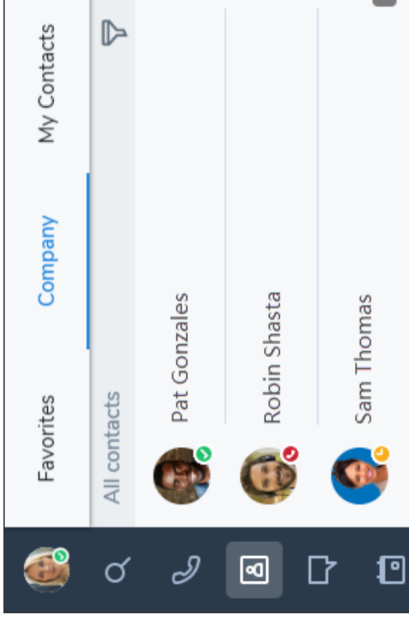 Favorites
Company
My Contacts
All contacts
Pat Gonzales
Robin Shasta
Sam Thomas